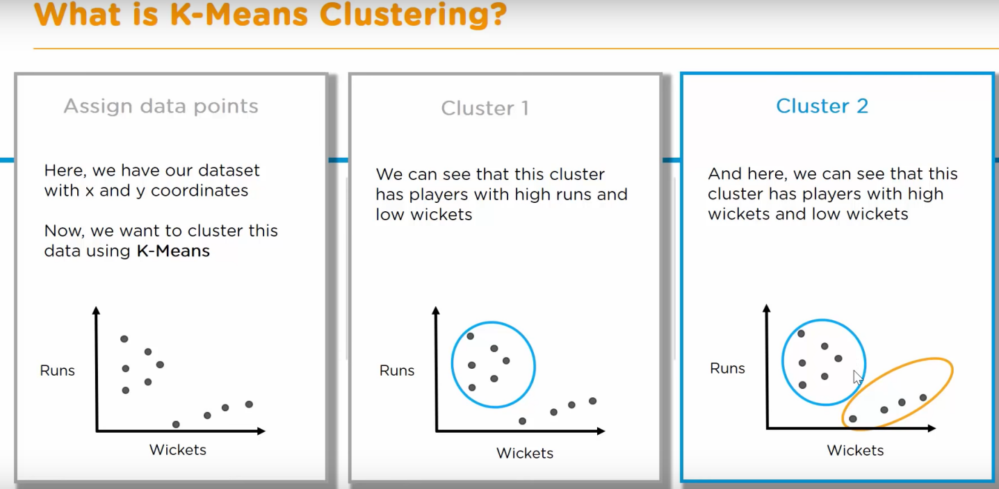 What is K-Means Clustering?
Assign data points
Here, we have our dataset
with x and y coordinates
Now, we want to cluster this
data using K-Means
Runs
Wickets
Cluster 1
We can see that this cluster
has players with high runs and
low wickets
Runs
Wickets
Cluster 2
And here, we can see that this
cluster has players with high
wickets and low wickets
Runs
Wickets